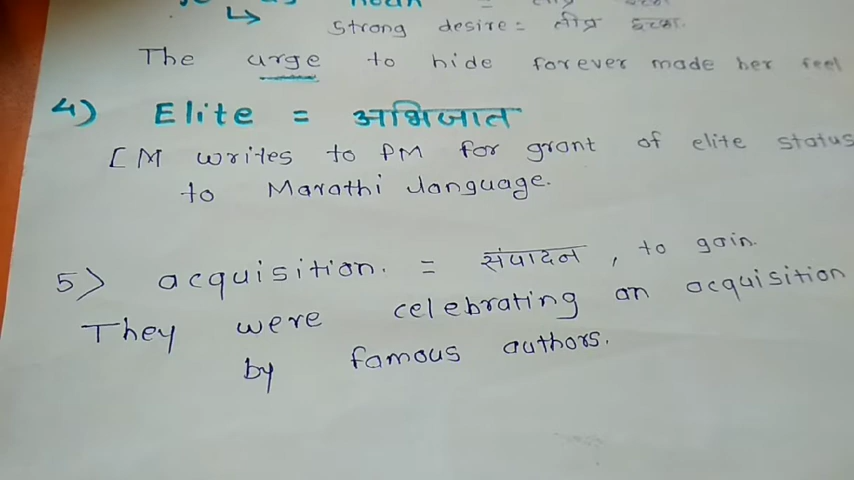 Strong desire = तीव्र इच्छा.
The urge to hide forever made her feel
4) Elite = अभिजात
CM writes to PM for grant of elite status
to Marathi language.
5) acquisition. = संपादन, to gain.
They were celebrating an acquisition
by famous authors.